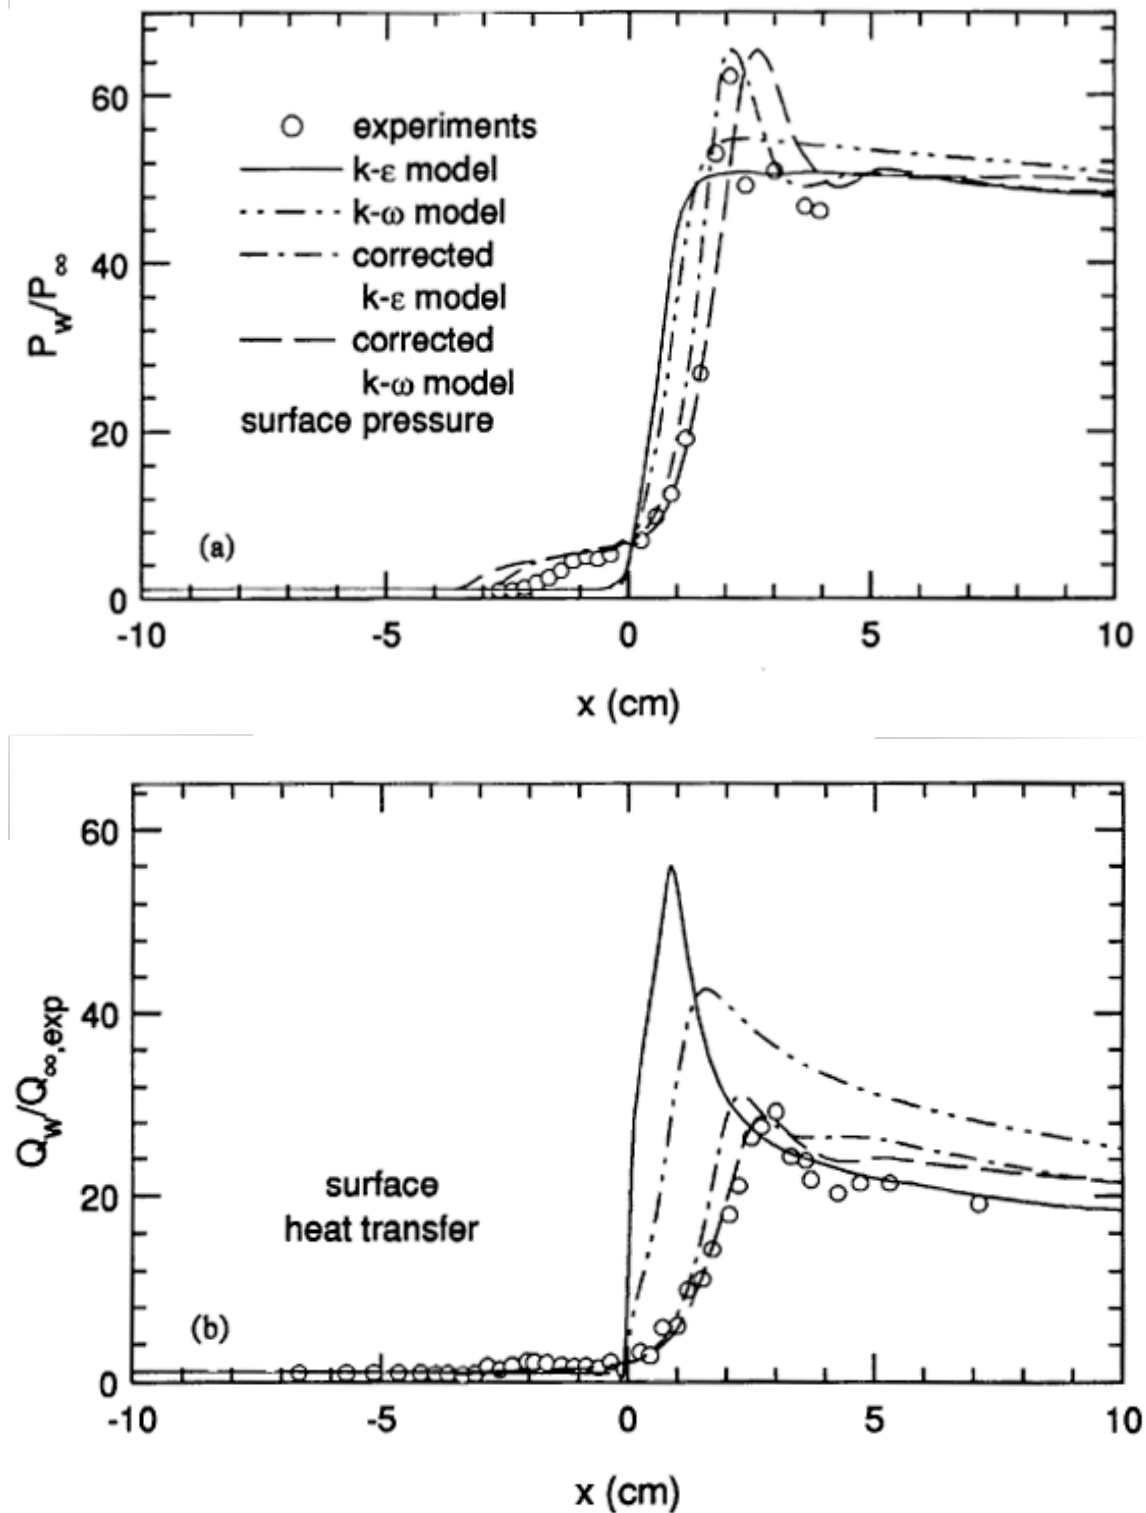 60
40
20
0
P_w/P_∞
experiments
k-ε model
k-ω model
corrected
k-ε model
corrected
k-ω model
surface pressure
(a)
-10 -5 0 5 10
x (cm)
60
40
20
0
Q_w/Q_∞,exp
surface
heat transfer
(b)
-10 -5 0 5 10
x (cm)